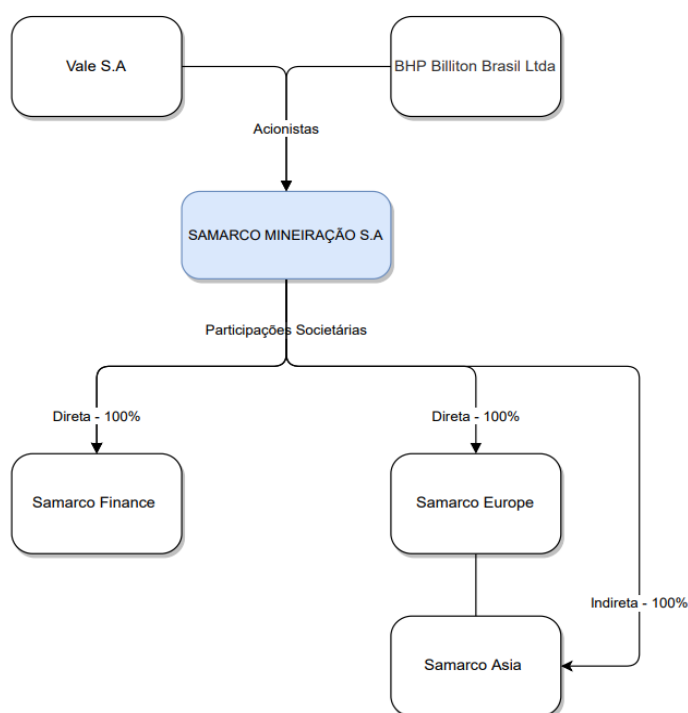 Vale S.A
BHP Billiton Brasil Ltda
Acionistas
SAMARCO MINEIRAÇÃO S.A
Participações Societárias
Direta - 100%
Direta - 100%
Samarco Finance
Samarco Europe
Indireta - 100%
Samarco Asia